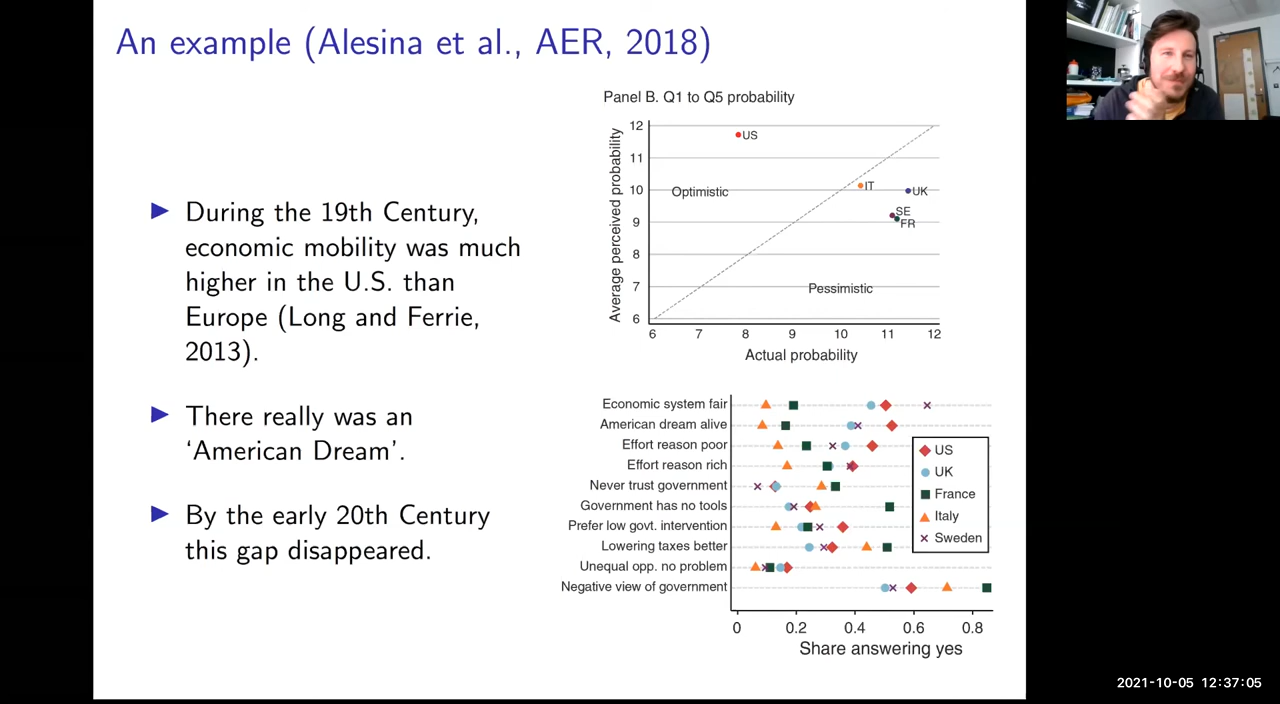 An example (Alesina et al., AER, 2018)
During the 19th Century,
economic mobility was much
higher in the U.S. than
Europe (Long and Ferrie,
2013).
There really was an
‘American Dream’.
By the early 20th Century
this gap disappeared.
Panel B. Q1 to Q5 probability
Average perceived probability
12
11
10
9
8
7
6
US
Optimistic
IT
UK
SE
FR
Pessimistic
6 7 8 9 10 11 12
Actual probability
Economic system fair
American dream alive
Effort reason poor
Effort reason rich
Never trust government
Government has no tools
Prefer low govt. intervention
Lowering taxes better
Unequal opp. no problem
Negative view of government
US
UK
France
Italy
Sweden
0 0.2 0.4 0.6 0.8
Share answering yes
2021-10-05 12:37:05